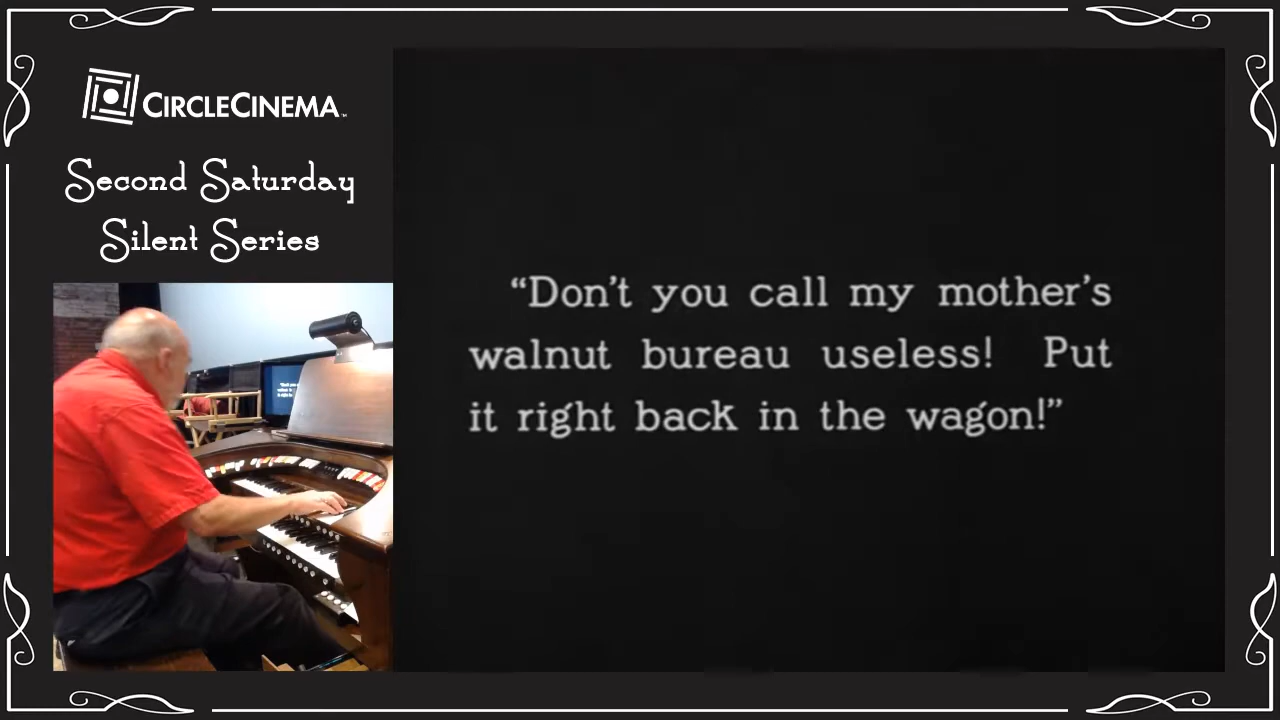 CIRCLECINEMA™
Second Saturday
Silent Series
“Don’t you call my mother’s
walnut bureau useless! Put
it right back in the wagon!”